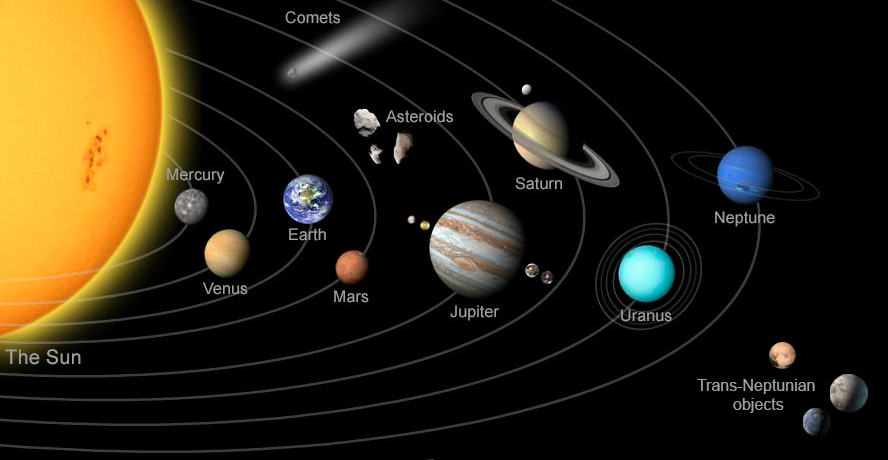 Comets
Asteroids
Mercury
Saturn
Neptune
Earth
Venus
Mars
Jupiter
Uranus
The Sun
Trans-Neptunian
objects